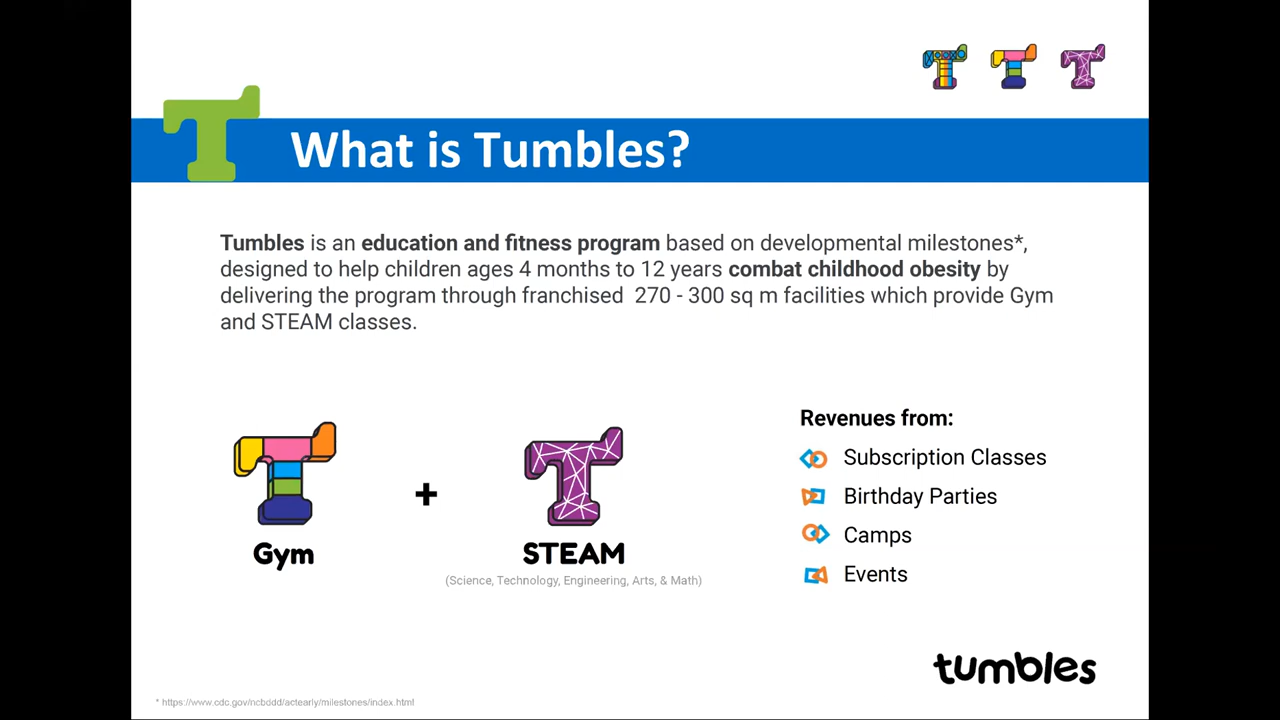 What is Tumbles?
Tumbles is an education and fitness program based on developmental milestones*,
designed to help children ages 4 months to 12 years combat childhood obesity by
delivering the program through franchised 270 - 300 sq m facilities which provide Gym
and STEAM classes.
Gym
+
STEAM
(Science, Technology, Engineering, Arts, & Math)
Revenues from:
Subscription Classes
Birthday Parties
Camps
Events
tumbles
* https://www.cdc.gov/ncbddd/actearly/milestones/index.html